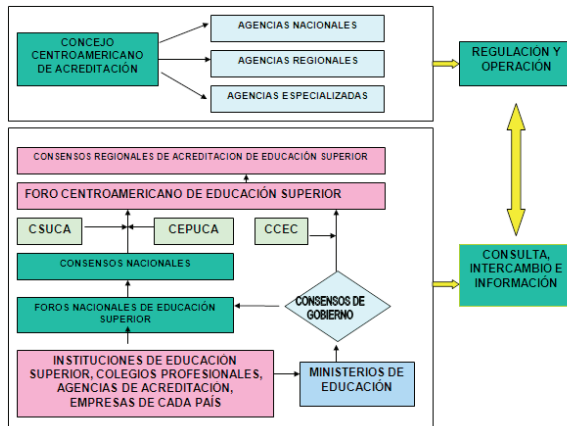 CONCEJO
CENTROAMERICANO
DE ACREDITACIÓN
AGENCIAS NACIONALES
AGENCIAS REGIONALES
AGENCIAS ESPECIALIZADAS
REGULACIÓN Y
OPERACIÓN
CONSENSOS REGIONALES DE ACREDITACION DE EDUCACIÓN SUPERIOR
FORO CENTROAMERICANO DE EDUCACIÓN SUPERIOR
CSUCA
CEPUCA
CCEC
CONSENSOS NACIONALES
FOROS NACIONALES DE EDUCACIÓN
SUPERIOR
CONSENSOS DE
GOBIERNO
INSTITUCIONES DE EDUCACIÓN
SUPERIOR, COLEGIOS PROFESIONALES,
AGENCIAS DE ACREDITACIÓN,
EMPRESAS DE CADA PAÍS
MINISTERIOS DE
EDUCACIÓN
CONSULTA,
INTERCAMBIO E
INFORMACIÓN